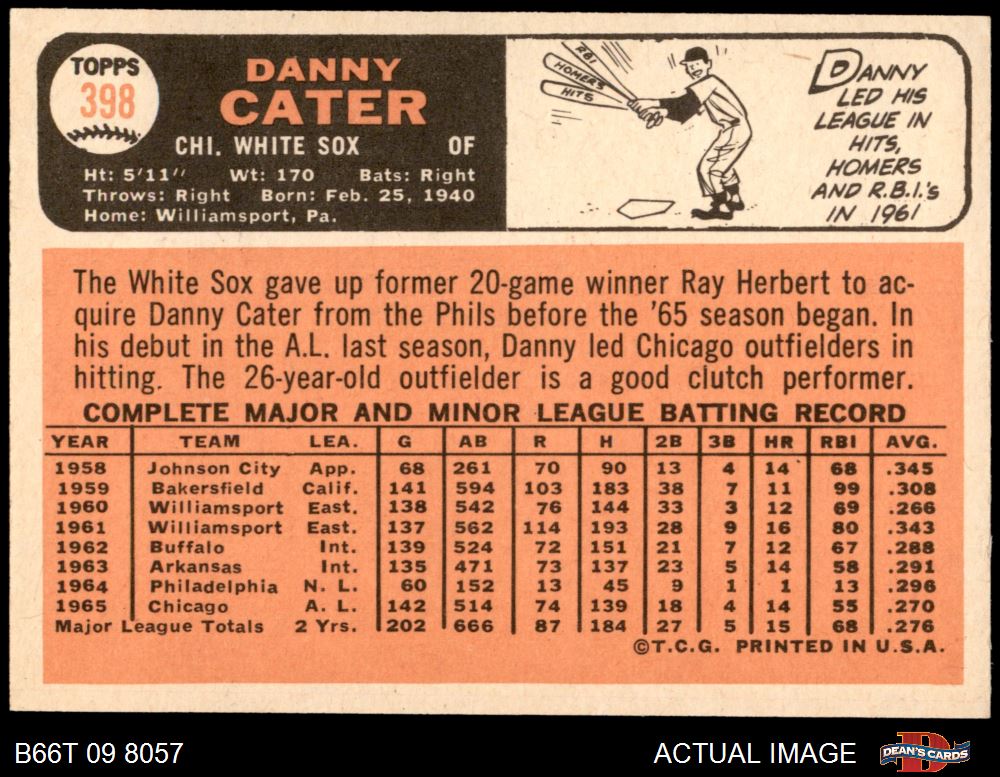 TOPPS
398
DANNY
CATER
CHI. WHITE SOX OF
Ht: 5'11" Wt: 170 Bats: Right
Throws: Right Born: Feb. 25, 1940
Home: Williamsport, Pa.
RBI
HOMERS
HITS
DANNY
LED HIS
LEAGUE IN
HITS,
HOMERS
AND R.B.I.'s
IN 1961
The White Sox gave up former 20-game winner Ray Herbert to ac-
quire Danny Cater from the Phils before the '65 season began. In
his debut in the A.L. last season, Danny led Chicago outfielders in
hitting. The 26-year-old outfielder is a good clutch performer.
COMPLETE MAJOR AND MINOR LEAGUE BATTING RECORD
YEAR TEAM LEA. G AB R H 2B 3B HR RBI AVG.
1958 Johnson City App. 68 261 70 90 13 4 14 68 .345
1959 Bakersfield Calif. 141 594 103 183 38 7 11 99 .308
1960 Williamsport East. 138 542 76 144 33 3 12 69 .266
1961 Williamsport East. 137 562 114 193 28 9 16 80 .343
1962 Buffalo Int. 139 524 72 151 21 7 12 67 .288
1963 Arkansas Int. 135 471 73 137 23 5 14 58 .291
1964 Philadelphia N. L. 60 152 13 45 9 1 1 13 .296
1965 Chicago A. L. 142 514 74 139 18 4 14 55 .270
Major League Totals 2 Yrs. 202 666 87 184 27 5 15 68 .276
©T.C.G. PRINTED IN U.S.A.
B66T 09 8057 ACTUAL IMAGE
DEAN'S CARDS